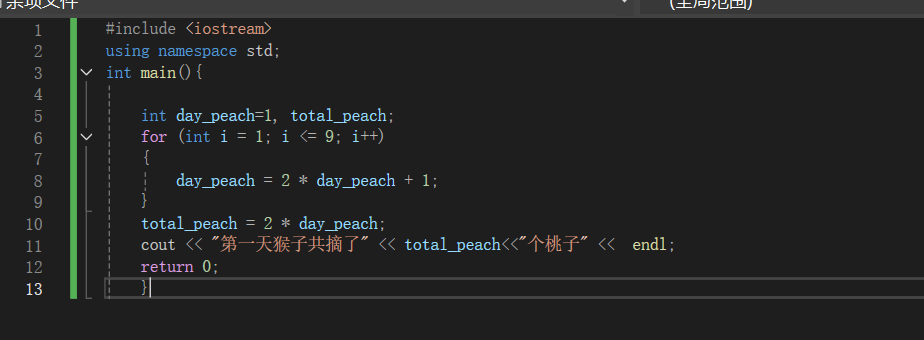 杂项文件 (全局范围)
1 #include <iostream>
2 using namespace std;
3 int main(){
4
5 int day_peach=1, total_peach;
6 for (int i = 1; i <= 9; i++)
7 {
8 day_peach = 2 * day_peach + 1;
9 }
10 total_peach = 2 * day_peach;
11 cout << "第一天猴子共摘了" << total_peach<<"个桃子" << endl;
12 return 0;
13 }